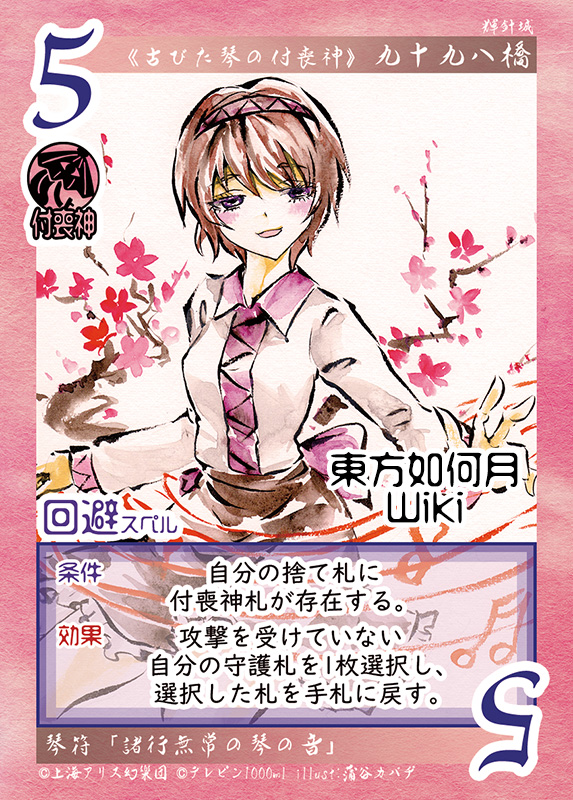 輝針城
5
《古びた琴の付喪神》 九十九八橋
付喪神
東方如何月
Wiki
回避スペル
条件
自分の捨て札に
付喪神札が存在する。
効果
攻撃を受けていない
自分の守護札を1枚選択し、
選択した札を手札に戻す。
5
琴符「諸行無常の琴の音」
©上海アリス幻樂団 ©テレピン1000ml illust:蒲谷カバヂ